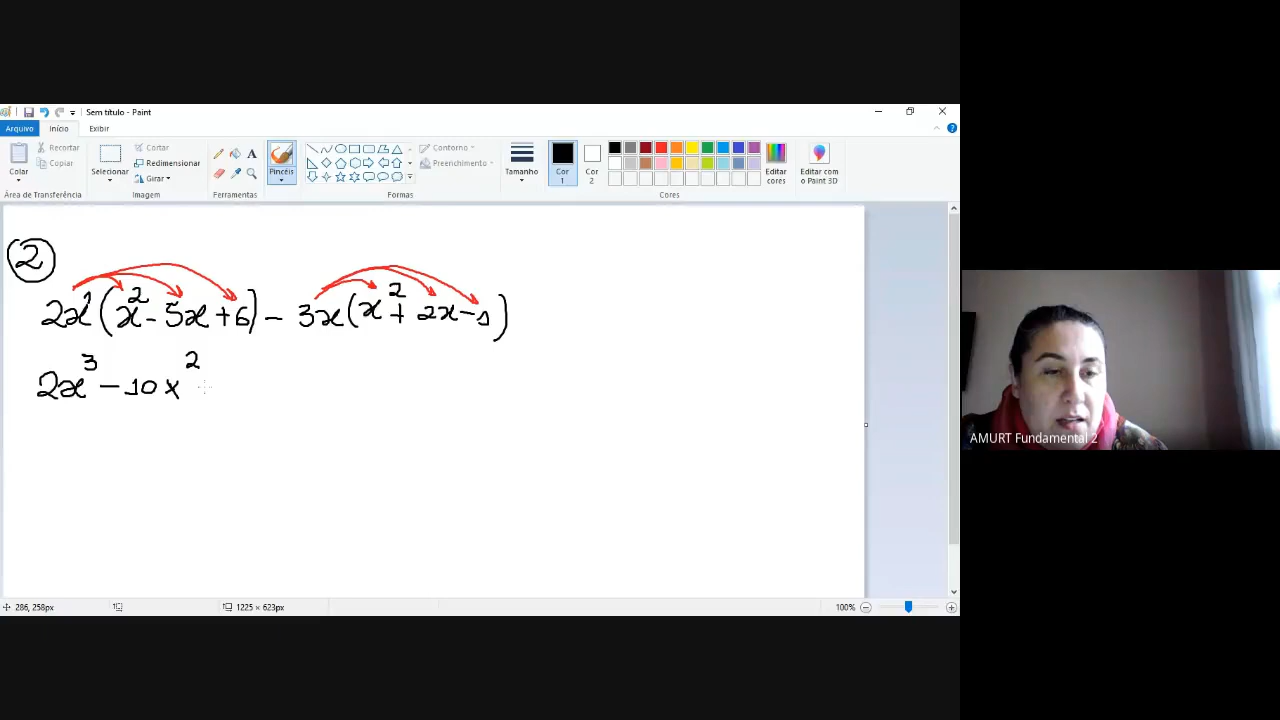 Sem título - Paint
Arquivo Início Exibir
Colar
Recortar
Copiar
Área de Transferência
Selecionar
Cortar
Redimensionar
Girar
Imagem
Ferramentas
Pincéis
Contorno
Preenchimento
Formas
Tamanho
Cor 1
Cor 2
Editar cores
Editar com o Paint 3D
Cores
2
2x¹(x² - 5x + 6) - 3x(x² + 2x - 1)
2x³ - 10x²
AMURT Fundamental 2
286, 258px
1225 × 623px
100%